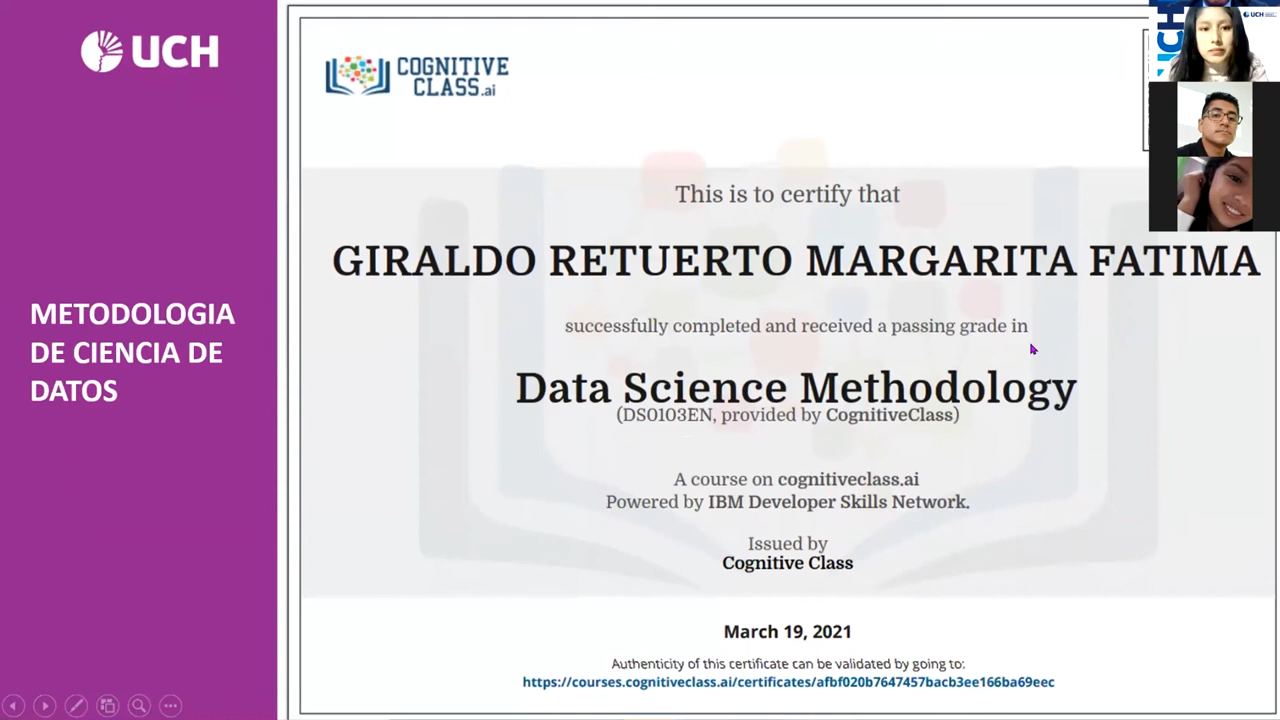 UCH
METODOLOGIA
DE CIENCIA DE
DATOS
COGNITIVE
CLASS.ai
This is to certify that
GIRALDO RETUERTO MARGARITA FATIMA
successfully completed and received a passing grade in
Data Science Methodology
(DS0103EN, provided by CognitiveClass)
A course on cognitiveclass.ai
Powered by IBM Developer Skills Network.
Issued by
Cognitive Class
March 19, 2021
Authenticity of this certificate can be validated by going to:
https://courses.cognitiveclass.ai/certificates/afbf020b7647457bacb3ee166ba69eec
UCH
UCH